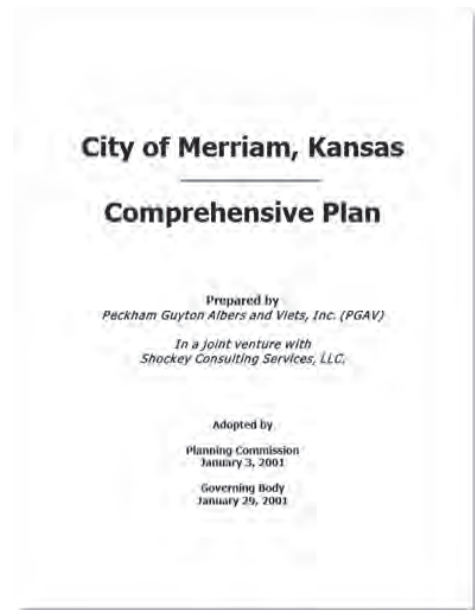 City of Merriam, Kansas
Comprehensive Plan
Prepared by
Peckham Guyton Albers and Viets, Inc. (PGAV)
In a joint venture with
Shockey Consulting Services, LLC.
Adopted by
Planning Commission
January 3, 2001
Governing Body
January 29, 2001